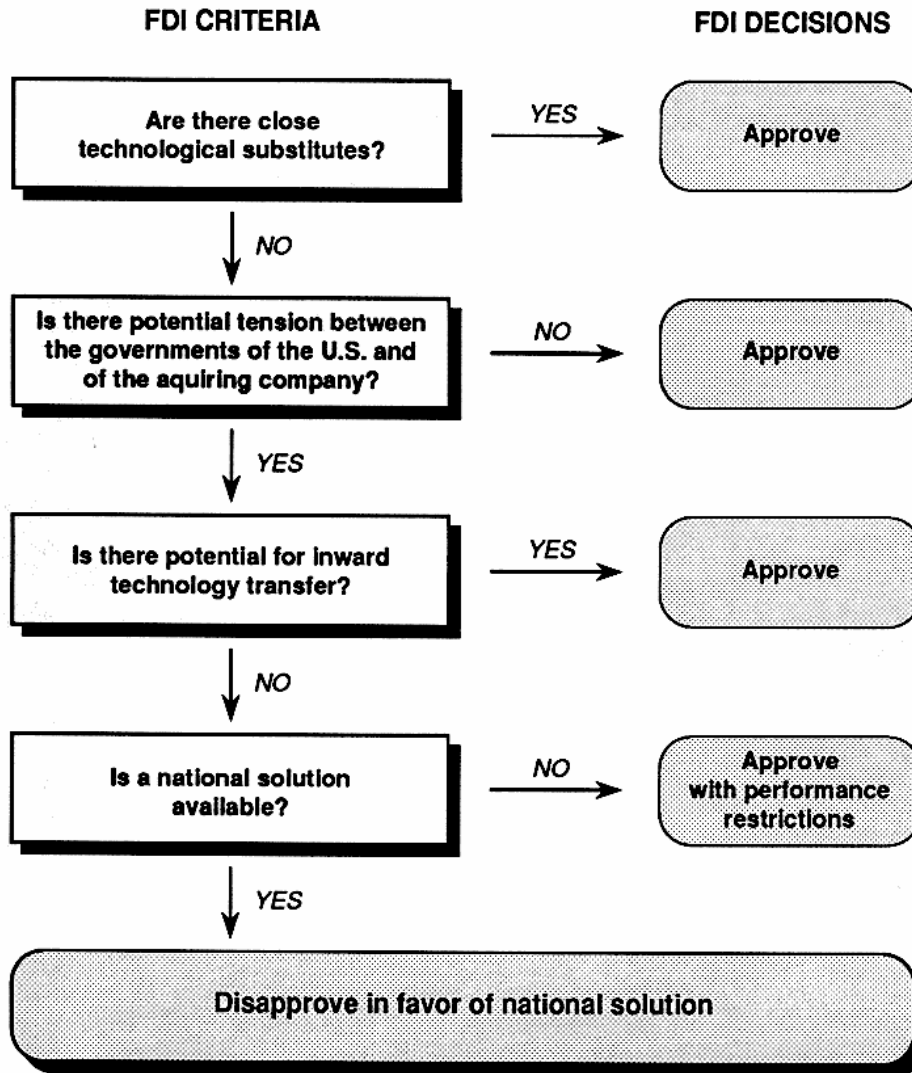 FDI CRITERIA
FDI DECISIONS
Are there close
technological substitutes?
YES
Approve
NO
Is there potential tension between
the governments of the U.S. and
of the aquiring company?
NO
Approve
YES
Is there potential for inward
technology transfer?
YES
Approve
NO
Is a national solution
available?
NO
Approve
with performance
restrictions
YES
Disapprove in favor of national solution